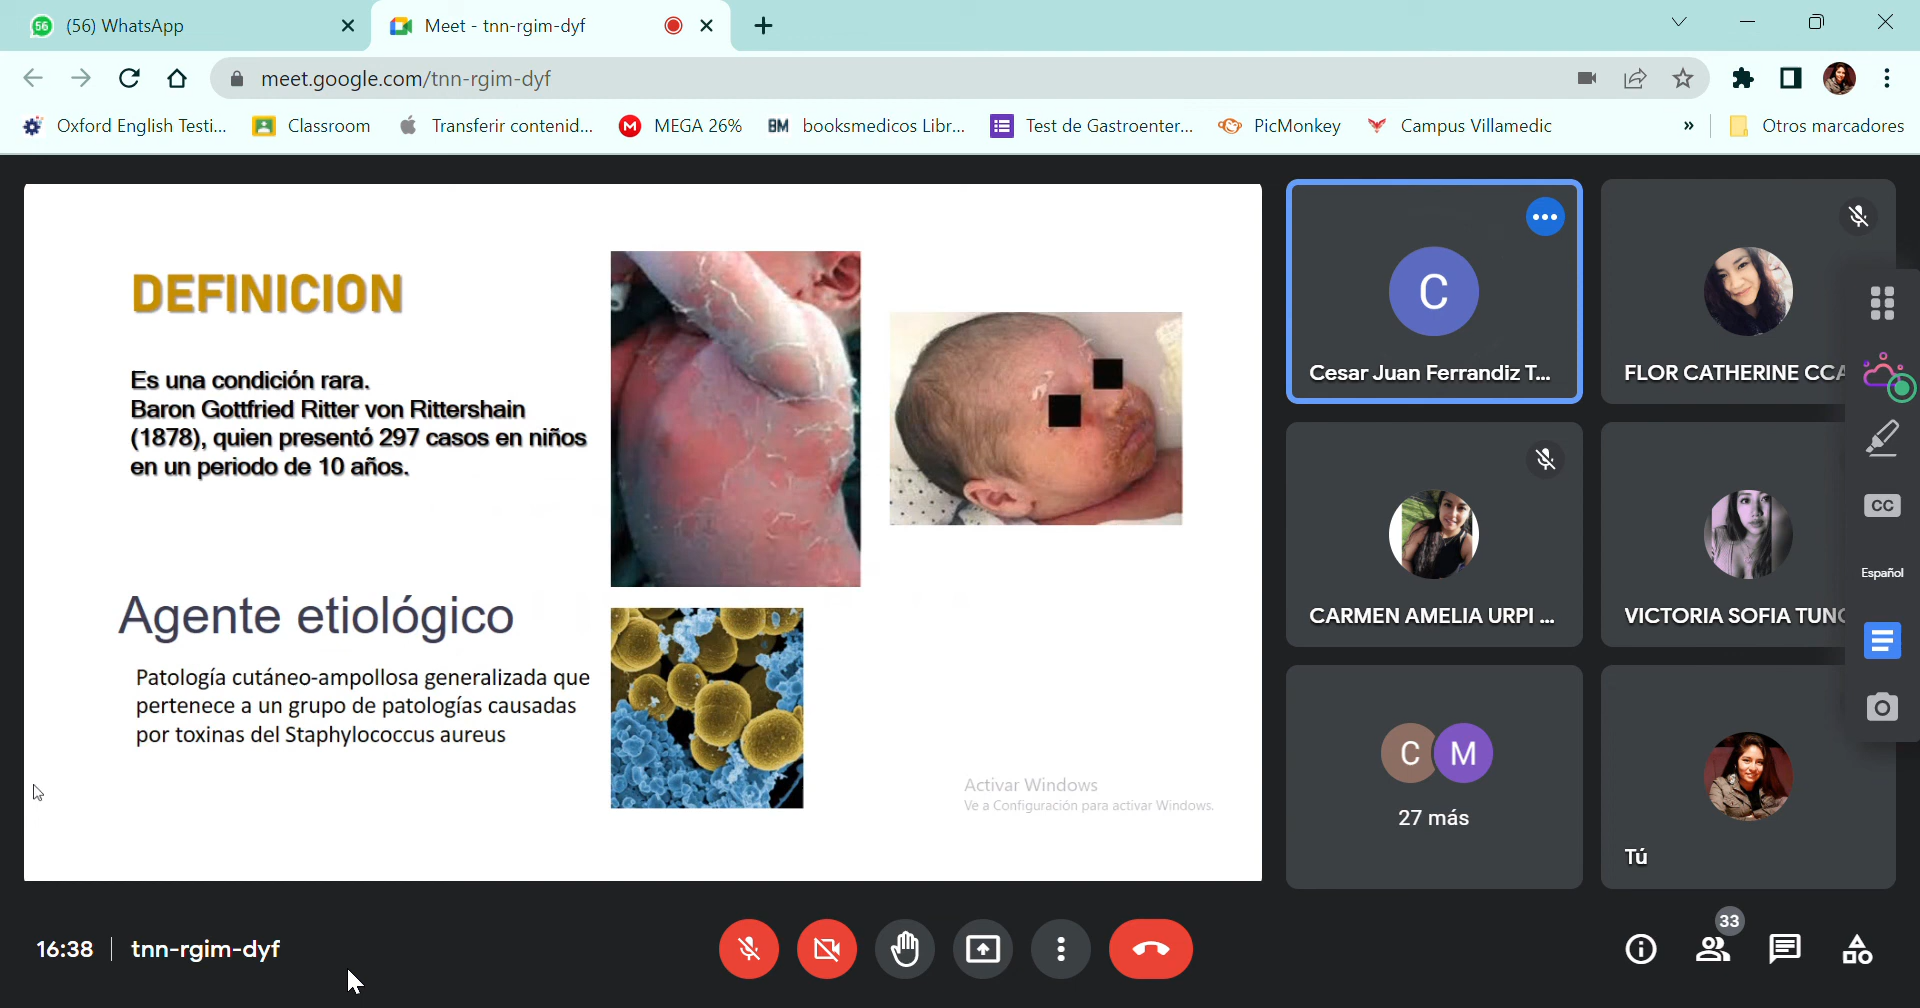 56
(56) WhatsApp
Meet - tnn-rgim-dyf
meet.google.com/tnn-rgim-dyf
Oxford English Testi...
Classroom
Transferir contenid...
M
MEGA 26%
BM
booksmedicos Libr...
Test de Gastroenter...
PicMonkey
Campus Villamedic
»
Otros marcadores
DEFINICION
Es una condición rara.
Baron Gottfried Ritter von Rittershain
(1878), quien presentó 297 casos en niños
en un periodo de 10 años.
Agente etiológico
Patología cutáneo-ampollosa generalizada que
pertenece a un grupo de patologías causadas
por toxinas del Staphylococcus aureus
Activar Windows
Ve a Configuración para activar Windows.
C
Cesar Juan Ferrandiz T...
FLOR CATHERINE CCA
CARMEN AMELIA URPI ...
VICTORIA SOFIA TUNC
C M
27 más
Tú
CC
Español
16:38
tnn-rgim-dyf
33